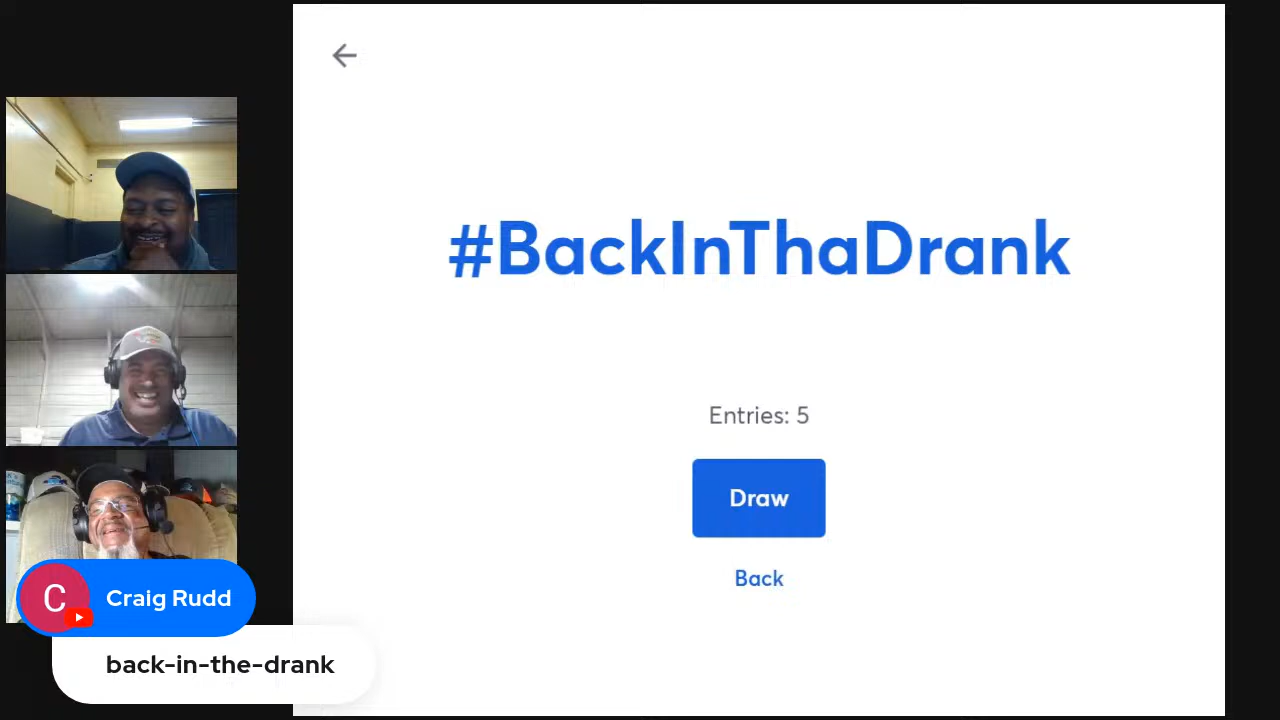 #BackInThaDrank
Entries: 5
Draw
Back
C
Craig Rudd
back-in-the-drank